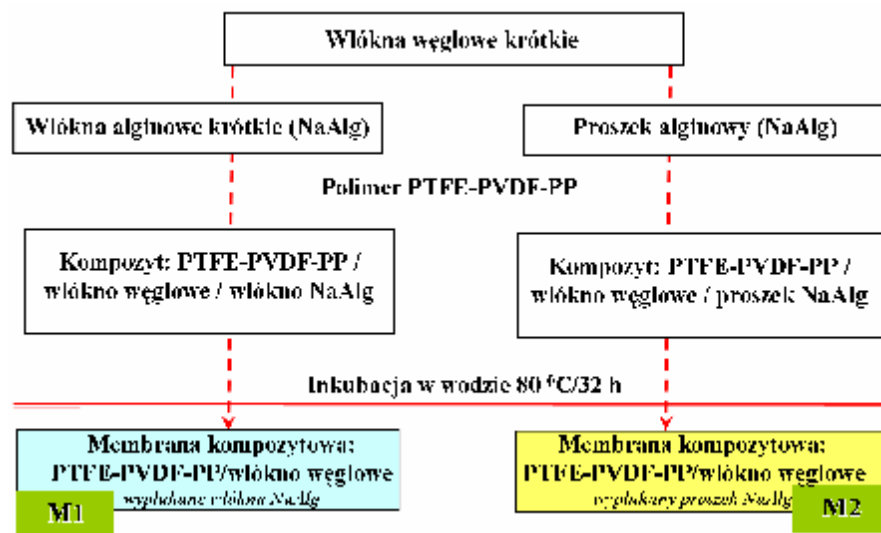 Włókna węglowe krótkie
Włókna alginowe krótkie (NaAlg)
Proszek alginowy (NaAlg)
Polimer PTFE-PVDF-PP
Kompozyt: PTFE-PVDF-PP /
włókno węglowe / włókno NaAlg
Kompozyt: PTFE-PVDF-PP /
włókno węglowe / proszek NaAlg
Inkubacja w wodzie 80 °C/32 h
Membrana kompozytowa:
PTFE-PVDF-PP/włókno węglowe
wypłukane włókna NaAlg
M1
Membrana kompozytowa:
PTFE-PVDF-PP/włókno węglowe
wypłukany proszek NaAlg
M2